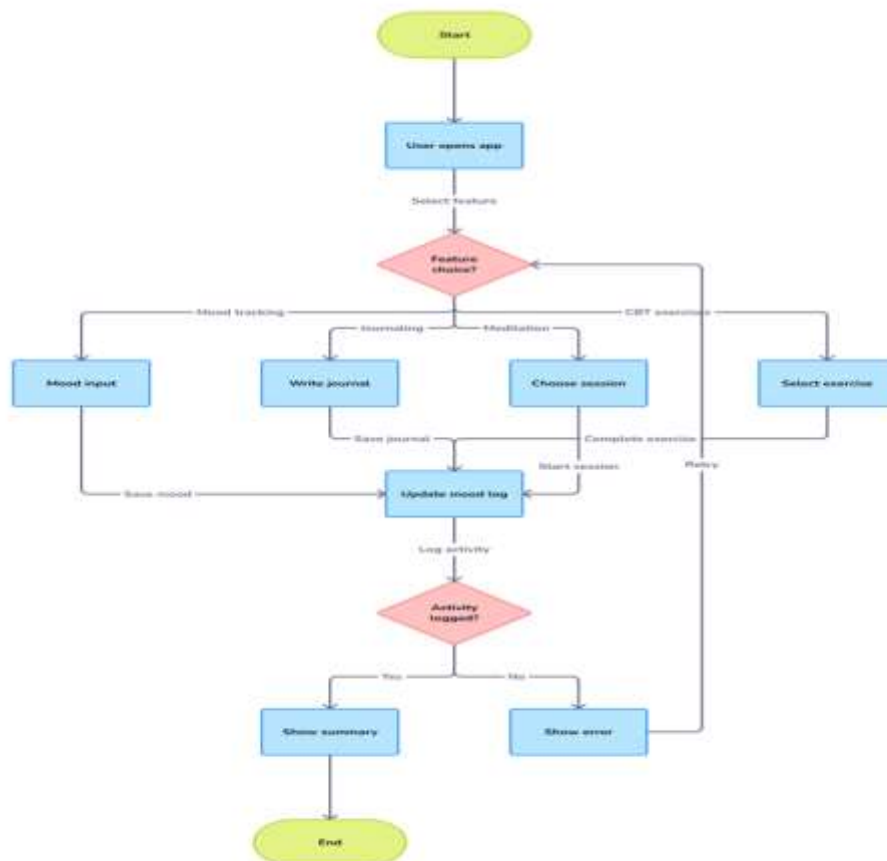 Start
User opens app
Select feature
Feature
choice?
Mood tracking
Journaling
Meditation
CBT exercises
Mood input
Write journal
Choose session
Select exercise
Save journal
Complete exercise
Start session
Retry
Save mood
Update mood log
Log activity
Activity
logged?
Yes
No
Show summary
Show error
End